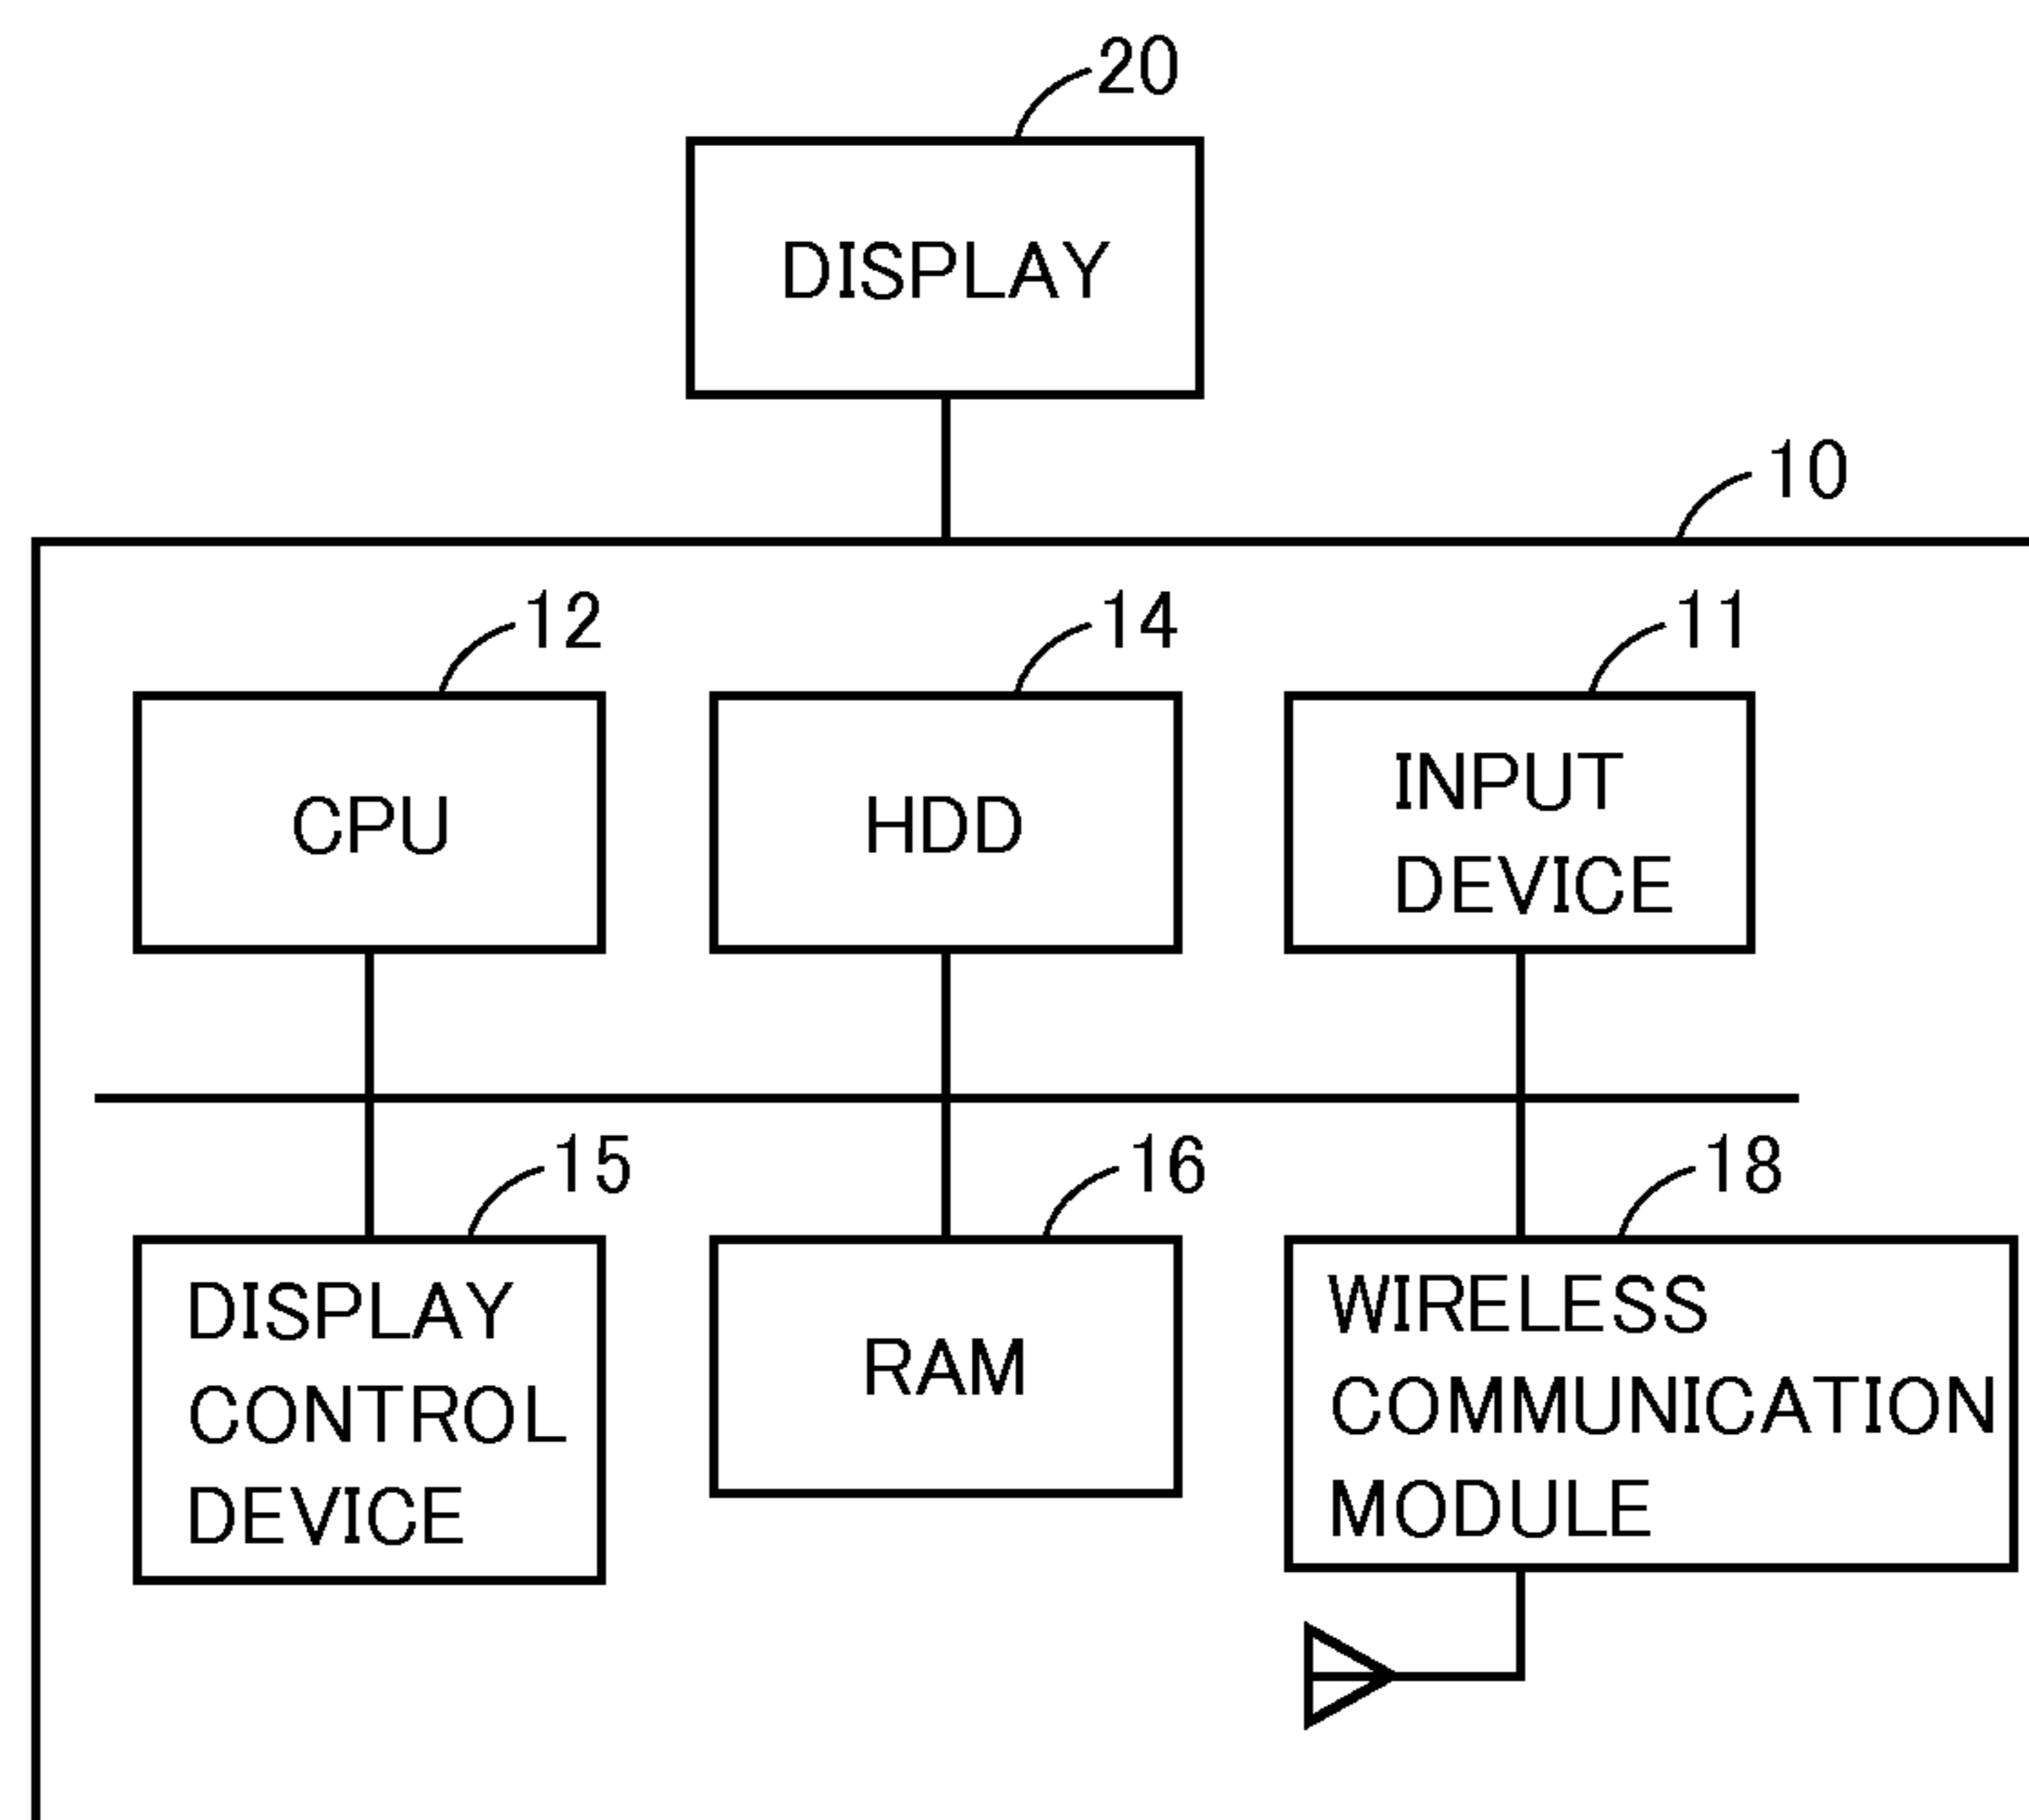 20
DISPLAY
10
12
14
11
CPU
HDD
INPUT
DEVICE
15
16
18
DISPLAY
CONTROL
DEVICE
RAM
WIRELESS
COMMUNICATION
MODULE